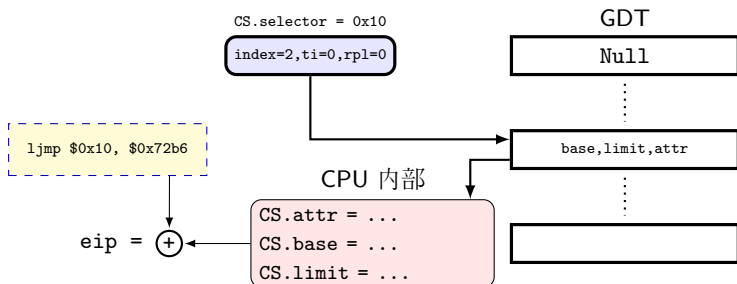 CS.selector = 0x10
GDT
index=2,ti=0,rpl=0
Null
ljmp $0x10, $0x72b6
base,limit,attr
CPU 内部
CS.attr = ...
eip = +
CS.base = ...
CS.limit = ...